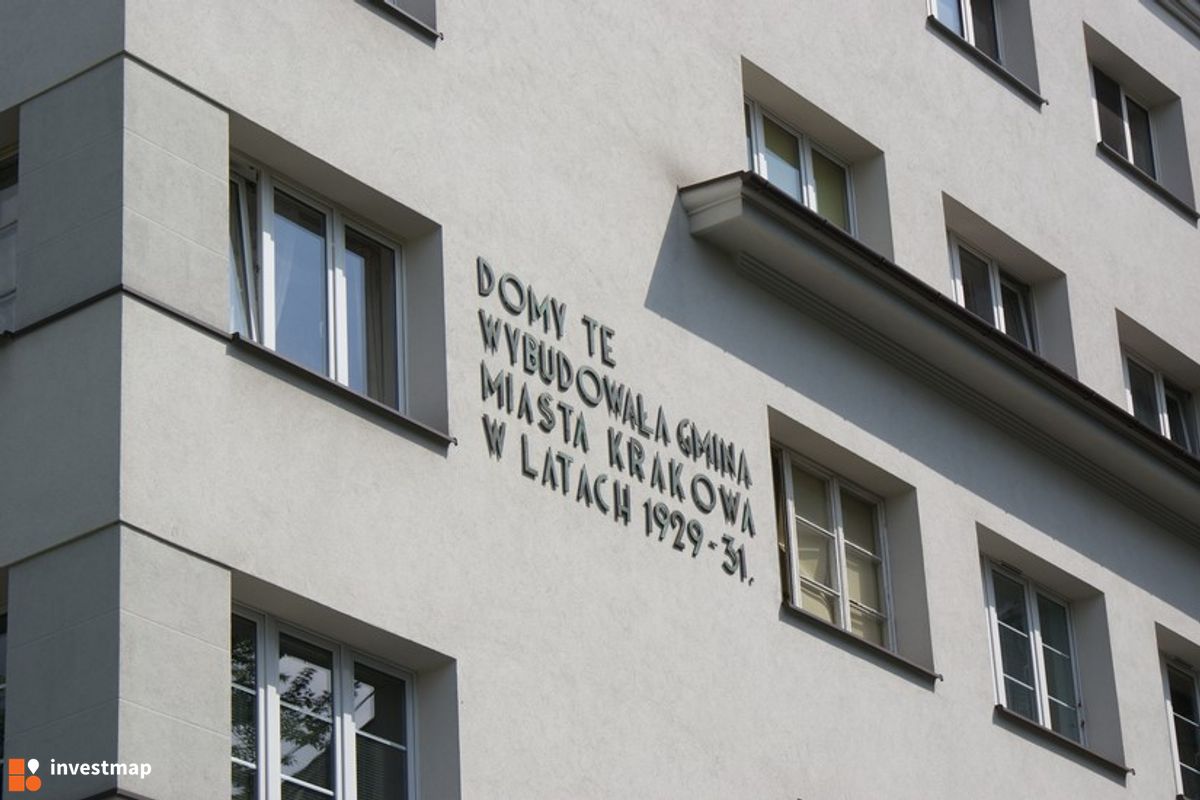 DOMY TE
WYBUDOWAŁA GMINA
MIASTA KRAKOWA
W LATACH 1929-31.
investmap